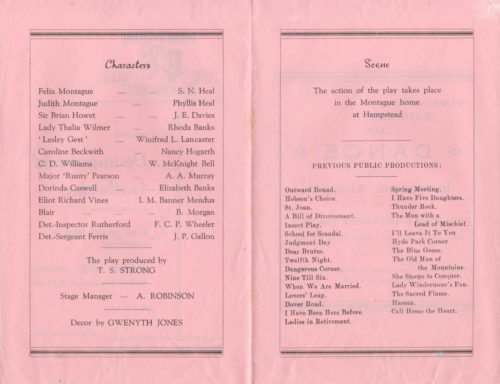 Characters
Felix Montague — — S. N. Heal
Judith Montague — Phyllis Heal
Sir Brian Howet — — J. E. Davies
Lady Thalia Wilmer — Rhoda Banks
'Lesley Gest' — Winifred L. Lancaster
Caroline Beckwith — Nancy Hogarth
C. D. Williams — W. McKnight Bell
Major 'Runty' Pearson — A. A. Murray
Dorinda Caswell — Elizabeth Banks
Eliot Richard Vines — I. M. Banner Mendus
Blair — — — B. Morgan
Det.-Inspector Rutherford — F. C. P. Wheeler
Det.-Sergeant Ferris — — J. P. Gallon
The play produced by
T. S. STRONG
Stage Manager — A. ROBINSON
Decor by GWENYTH JONES
Scene
The action of the play takes place
in the Montague home
at Hampstead
PREVIOUS PUBLIC PRODUCTIONS:
Outward Bound.
Hobson's Choice.
St. Joan.
A Bill of Divorcement.
Insect Play.
School for Scandal.
Judgment Day
Dear Brutus.
Twelfth Night.
Dangerous Corner.
Nine Till Six.
When We Are Married.
Lovers' Leap.
Dover Road.
I Have Been Here Before.
Ladies in Retirement.
Spring Meeting.
I Have Five Daughters.
Thunder Rock.
The Man with a
Load of Mischief.
I'll Leave It To You
Hyde Park Corner
The Blue Goose.
The Old Man of
the Mountains.
She Stoops to Conquer.
Lady Windermere's Fan.
The Sacred Flame.
Hassan.
Call Home the Heart.